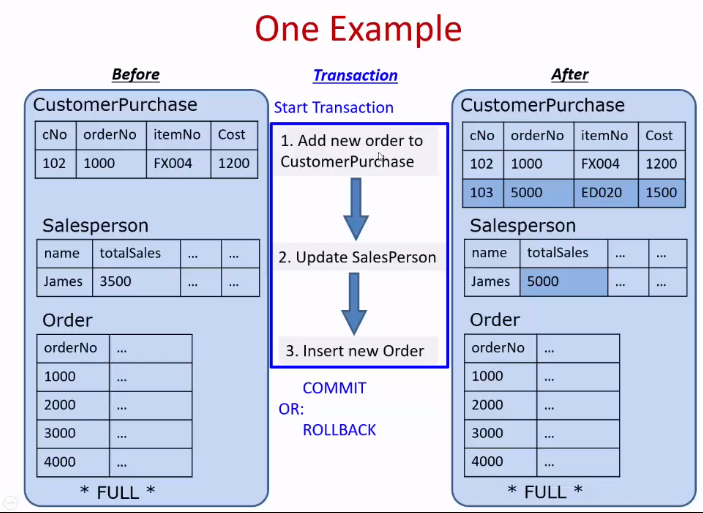 One Example
Before
CustomerPurchase
cNo orderNo itemNo Cost
102 1000 FX004 1200
Salesperson
name totalSales ... ...
James 3500 ... ...
Order
orderNo ...
1000 ...
2000 ...
3000 ...
4000 ...
* FULL *
Transaction
Start Transaction
1. Add new order to
CustomerPurchase
2. Update SalesPerson
3. Insert new Order
COMMIT
OR:
ROLLBACK
After
CustomerPurchase
cNo orderNo itemNo Cost
102 1000 FX004 1200
103 5000 ED020 1500
Salesperson
name totalSales ... ...
James 5000 ... ...
Order
orderNo ...
1000 ...
2000 ...
3000 ...
4000 ...
* FULL *